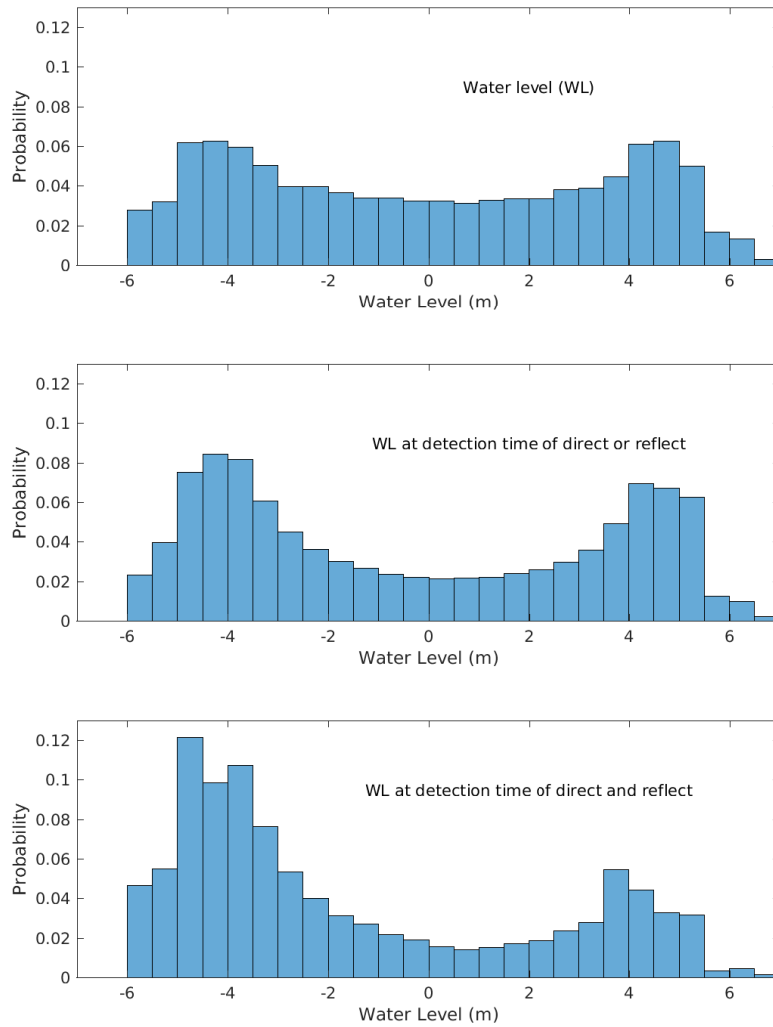 0.12
0.1
0.08
0.06
0.04
0.02
0
Probability
Water level (WL)
-6 -4 -2 0 2 4 6
Water Level (m)
0.12
0.1
0.08
0.06
0.04
0.02
0
Probability
WL at detection time of direct or reflect
-6 -4 -2 0 2 4 6
Water Level (m)
0.12
0.1
0.08
0.06
0.04
0.02
0
Probability
WL at detection time of direct and reflect
-6 -4 -2 0 2 4 6
Water Level (m)